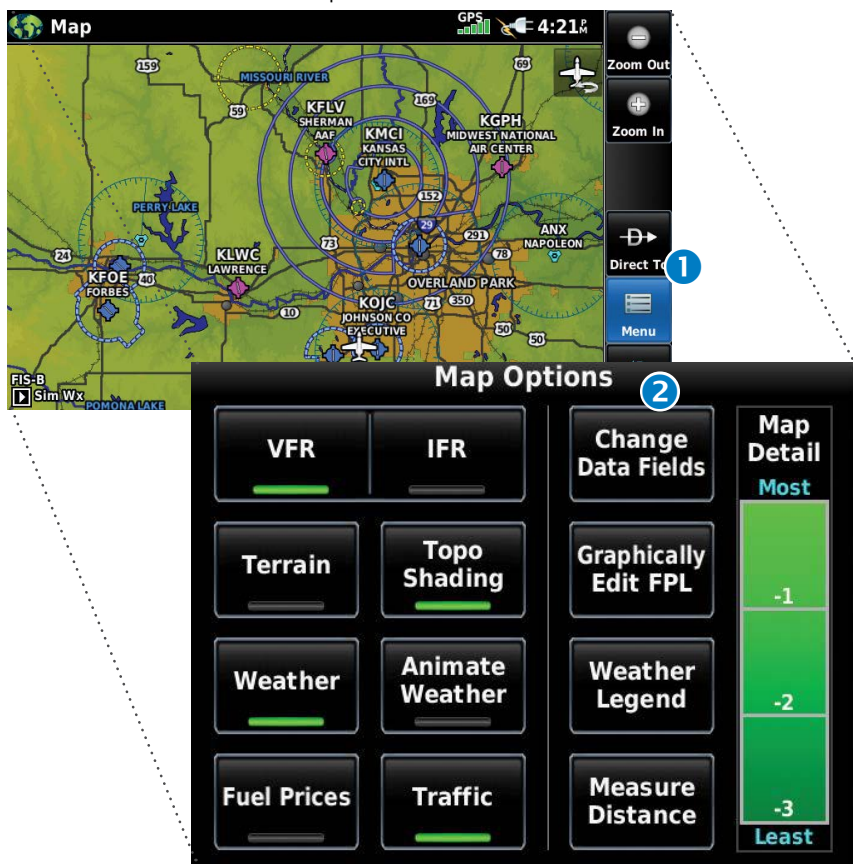 Map
GPS
4:21 PM
Zoom Out
Zoom In
Direct To
1
Menu
159
MISSOURI RIVER
69
59
KFLV
SHERMAN
AAF
169
KMCI
KANSAS
CITY INTL
KGPH
MIDWEST NATIONAL
AIR CENTER
152
PERRY LAKE
29
291
ANX
NAPOLEON
73
78
24
KLWC
LAWRENCE
KFOE
FORBES
40
OVERLAND PARK
71
350
10
KOJC
JOHNSON CO
EXECUTIVE
50
50
FIS-B
Sim Wx
POMONA LAKE
Map Options
2
VFR
IFR
Change
Data Fields
Map
Detail
Most
Terrain
Topo
Shading
Graphically
Edit FPL
-1
Weather
Animate
Weather
Weather
Legend
-2
Fuel Prices
Traffic
Measure
Distance
-3
Least